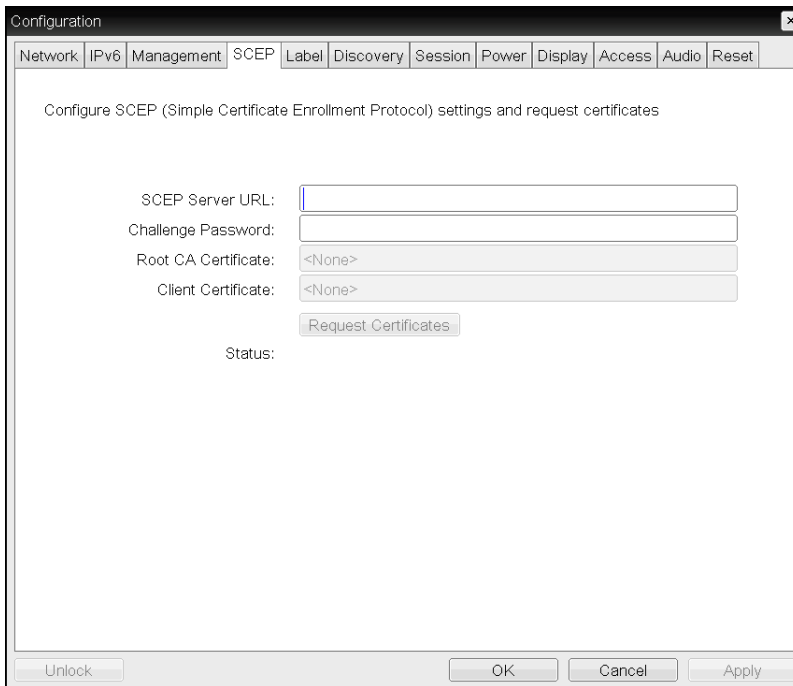 Configuration
Network IPv6 Management SCEP Label Discovery Session Power Display Access Audio Reset
Configure SCEP (Simple Certificate Enrollment Protocol) settings and request certificates
SCEP Server URL:
Challenge Password:
Root CA Certificate: <None>
Client Certificate: <None>
Request Certificates
Status:
Unlock OK Cancel Apply